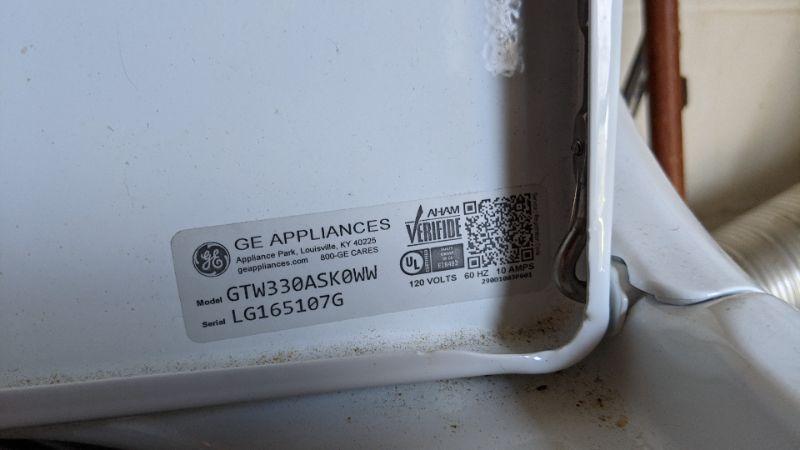 GE APPLIANCES
Appliance Park, Louisville, KY 40225
geappliances.com 800-GE CARES
AHAM
VERIFIDE
UL
120 VOLTS 60 HZ 10 AMPS
Model GTW330ASK0WW
Serial LG165107G